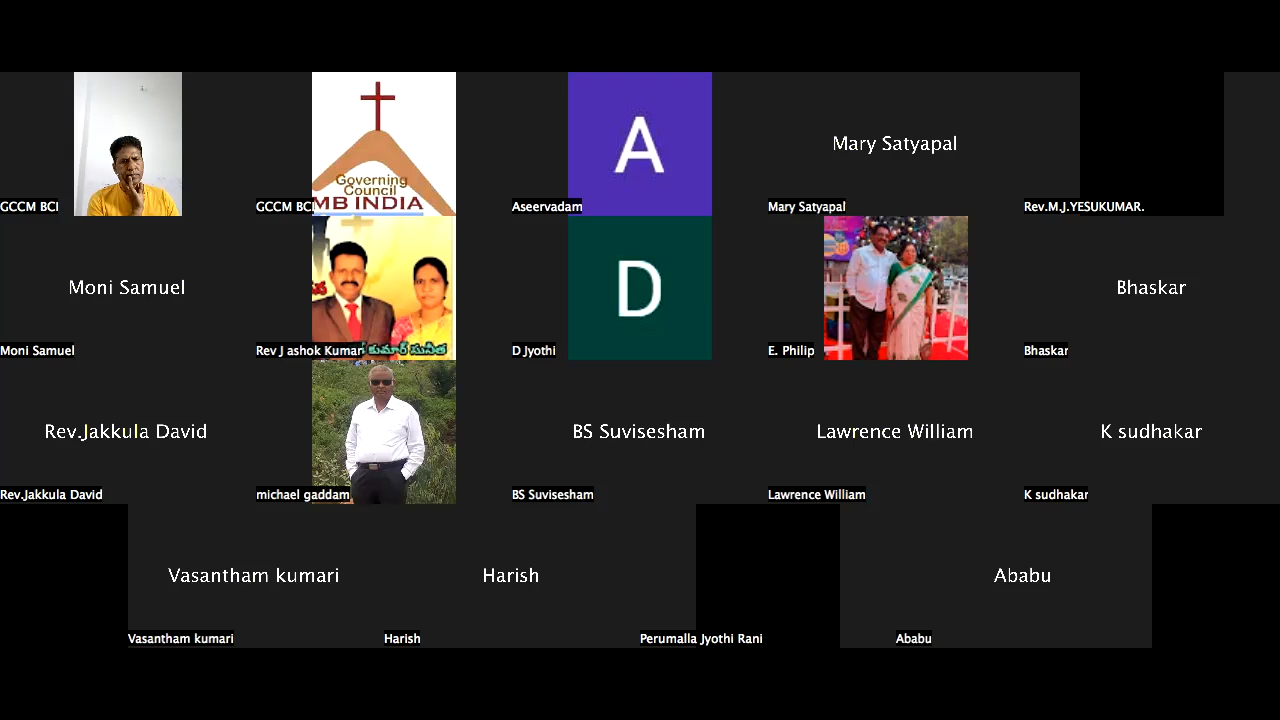 GCCM BCI
Governing
Council
MB INDIA
GCCM BCI
A
Aseervadam
Mary Satyapal
Mary Satyapal
Rev.M.J.YESUKUMAR.
Moni Samuel
Moni Samuel
కుమార్ సునీత
Rev J ashok Kumar
D
D Jyothi
E. Philip
Bhaskar
Bhaskar
Rev.Jakkula David
Rev.Jakkula David
michael gaddam
BS Suvisesham
BS Suvisesham
Lawrence William
Lawrence William
K sudhakar
K sudhakar
Vasantham kumari
Vasantham kumari
Harish
Harish
Perumalla Jyothi Rani
Ababu
Ababu